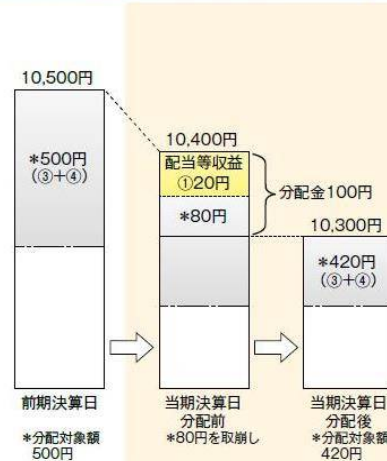 10,500円
*500円
(③+④)
10,400円
配当等収益
①20円
*80円
分配金100円
10,300円
*420円
(③+④)
前期決算日
*分配対象額
500円
当期決算日
分配前
*80円を取崩し
当期決算日
分配後
*分配対象額
420円